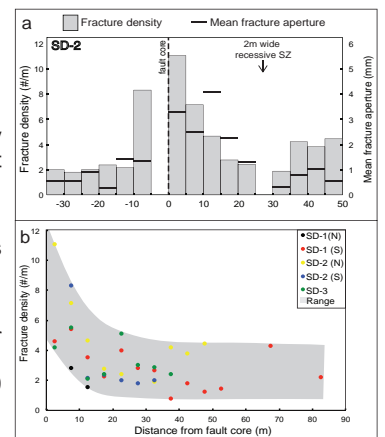 Fracture density
Mean fracture aperture
a
SD-2
fault core
2m wide
recessive SZ
Fracture density (#/m)
Mean fracture aperture (mm)
12
10
8
6
4
2
0
6
5
4
3
2
1
0
-30 -20 -10 0 10 20 30 40 50
b
Fracture density (#/m)
12
10
8
6
4
2
0
SD-1 (N)
SD-1 (S)
SD-2 (N)
SD-2 (S)
SD-3
Range
0 10 20 30 40 50 60 70 80 90
Distance from fault core (m)